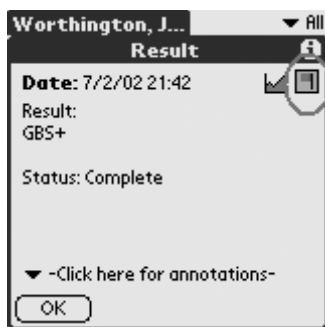 Worthington, J... All
Result
Date: 7/2/02 21:42
Result:
GBS+
Status: Complete
-Click here for annotations-
OK